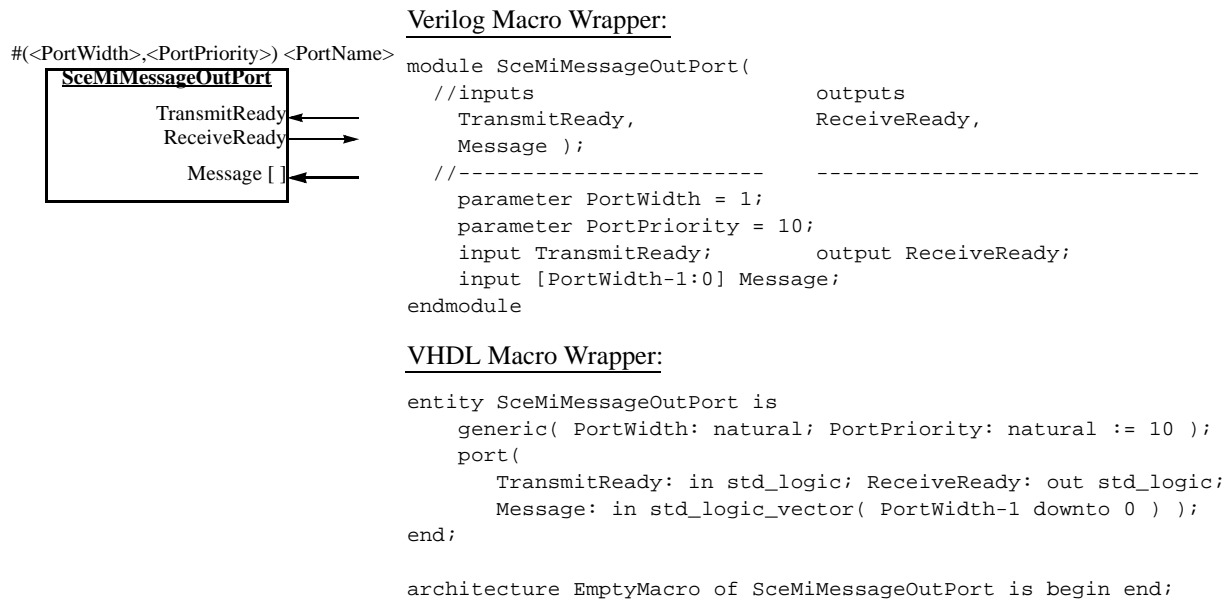 #(<PortWidth>,<PortPriority>) <PortName>
SceMiMessageOutPort
TransmitReady
ReceiveReady
Message [ ]
Verilog Macro Wrapper:
module SceMiMessageOutPort(
  //inputs                      outputs
    TransmitReady,              ReceiveReady,
    Message );
  //------------------------    ------------------------------
    parameter PortWidth = 1;
    parameter PortPriority = 10;
    input TransmitReady;        output ReceiveReady;
    input [PortWidth-1:0] Message;
endmodule
VHDL Macro Wrapper:
entity SceMiMessageOutPort is
    generic( PortWidth: natural; PortPriority: natural := 10 );
    port(
       TransmitReady: in std_logic; ReceiveReady: out std_logic;
       Message: in std_logic_vector( PortWidth-1 downto 0 ) );
end;
architecture EmptyMacro of SceMiMessageOutPort is begin end;